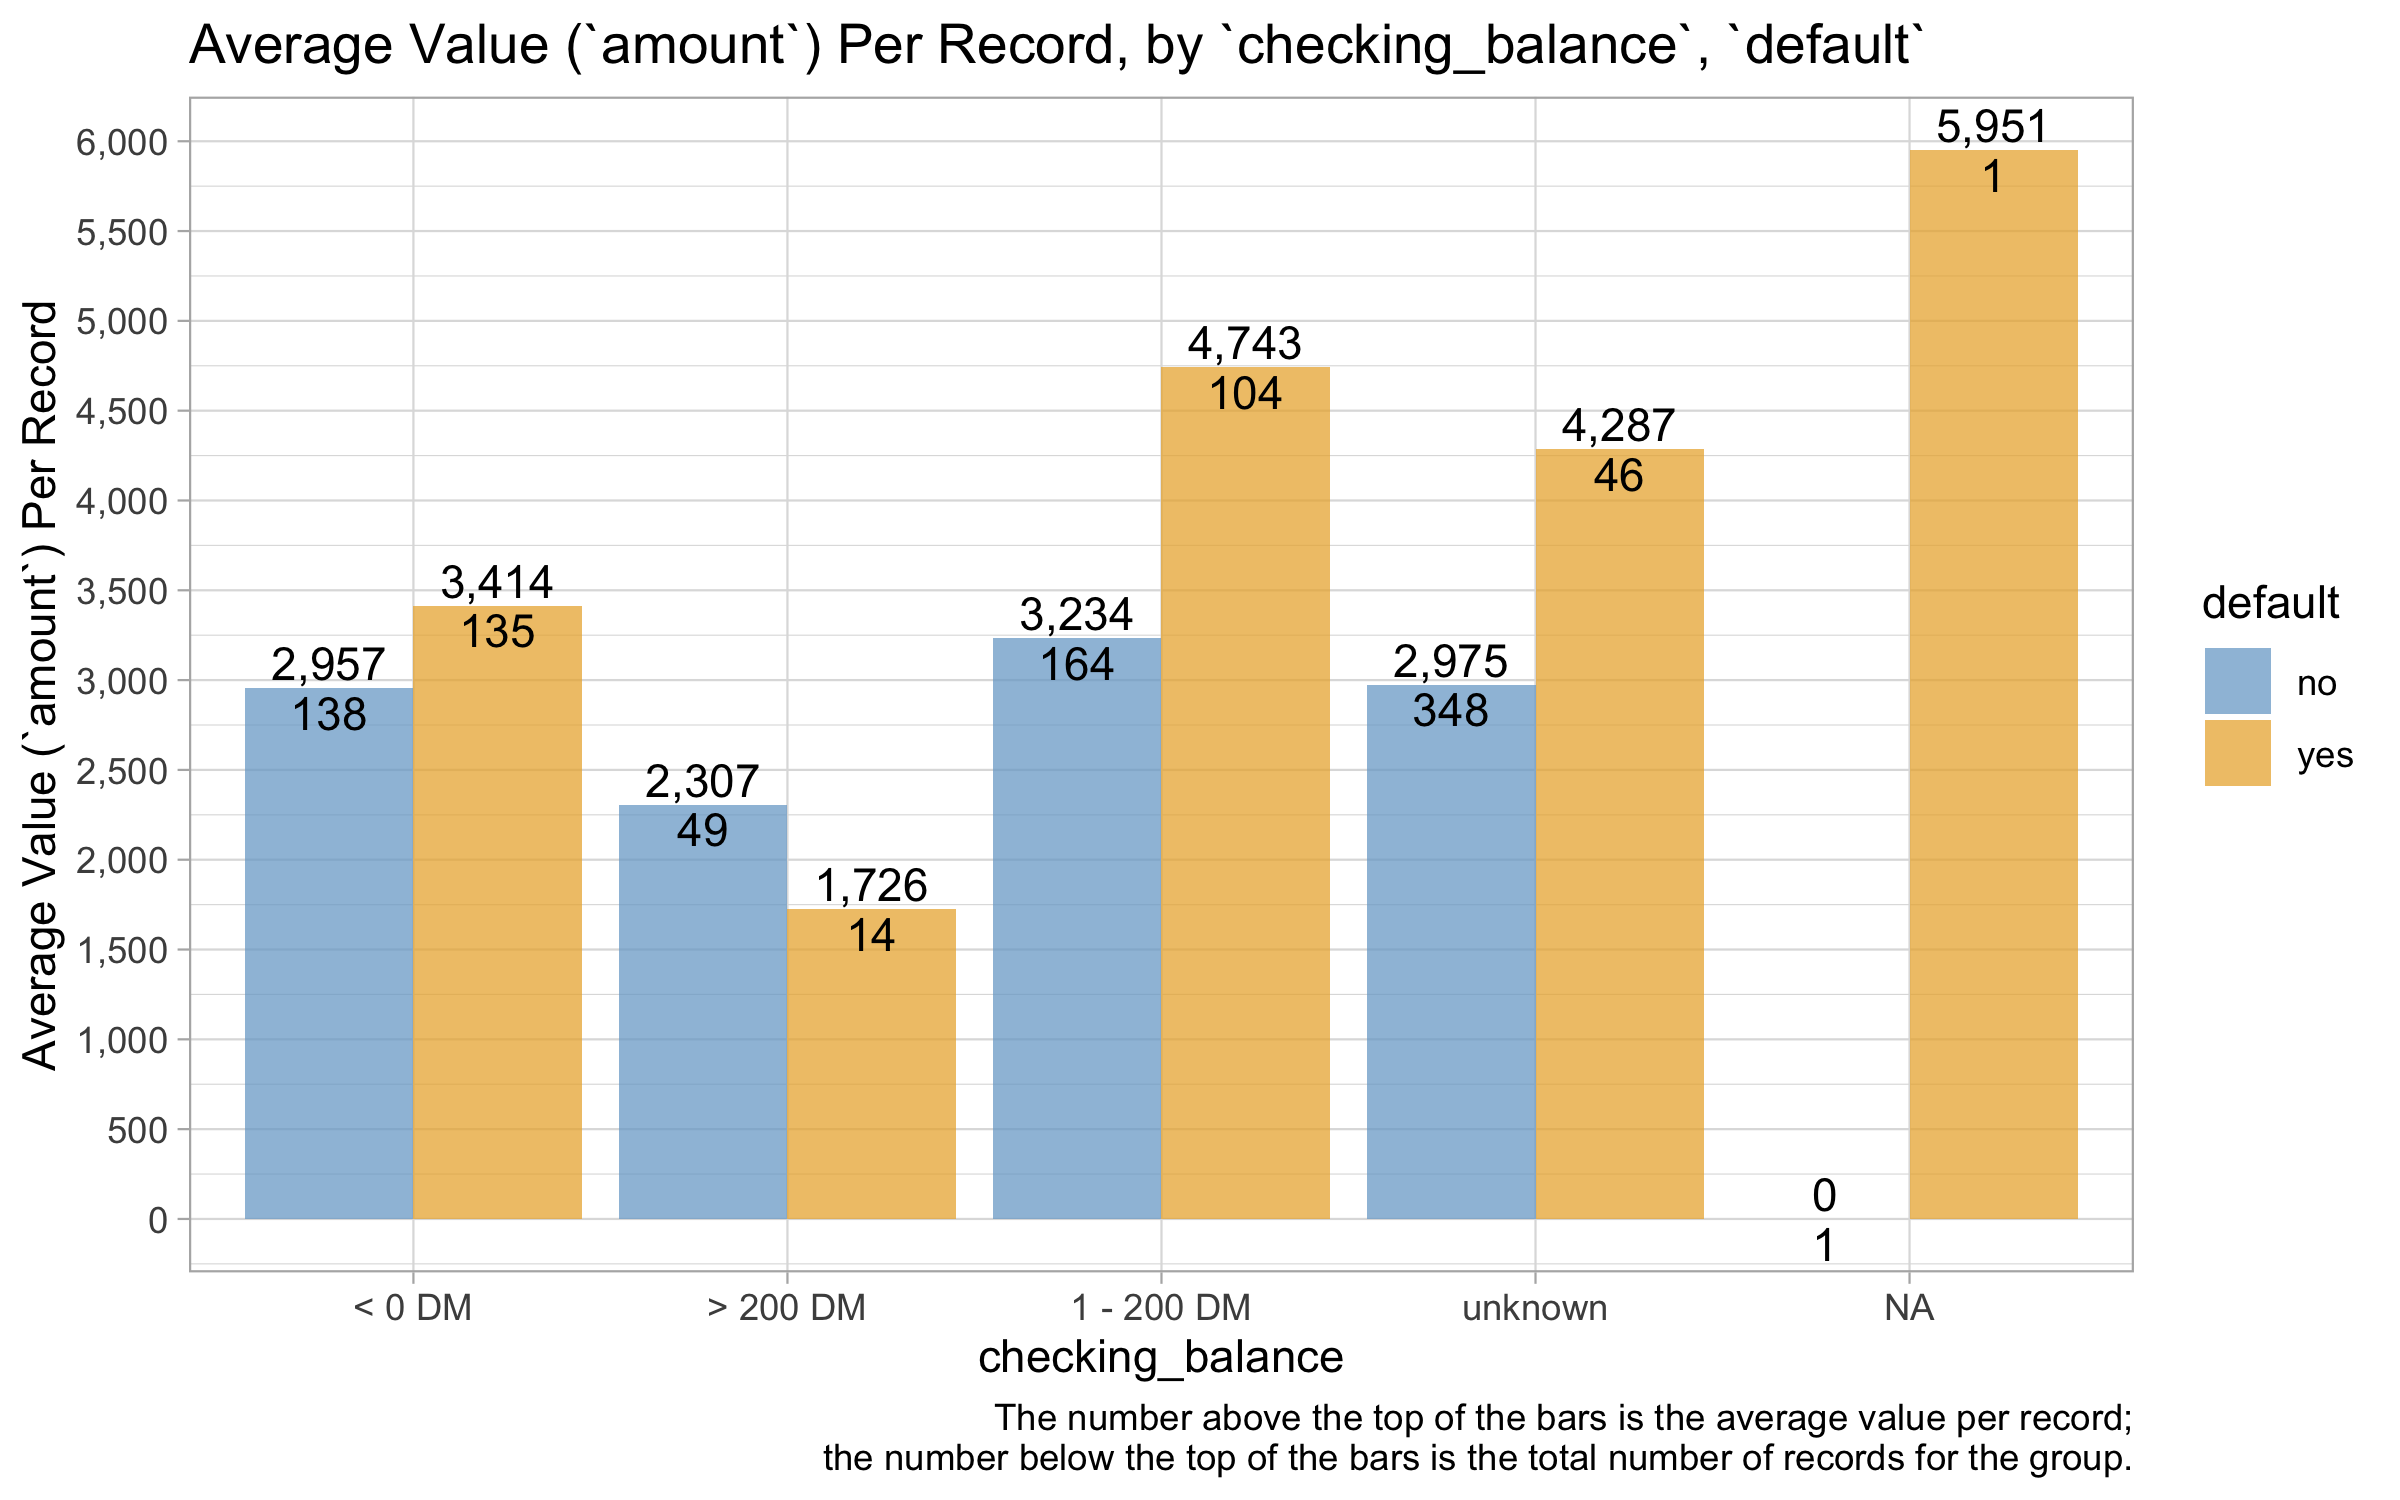 Average Value (`amount`) Per Record, by `checking_balance`, `default`
Average Value (`amount`) Per Record
6,000
5,500
5,000
4,500
4,000
3,500
3,000
2,500
2,000
1,500
1,000
500
0
2,957
138
3,414
135
2,307
49
1,726
14
3,234
164
4,743
104
2,975
348
4,287
46
0
1
5,951
1
< 0 DM
> 200 DM
1 - 200 DM
unknown
NA
checking_balance
default
no
yes
The number above the top of the bars is the average value per record;
the number below the top of the bars is the total number of records for the group.